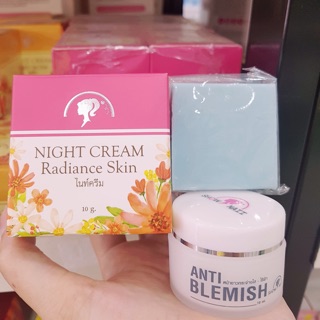 NIGHT CREAM
Radiance Skin
ไนท์ครีม
10 g.
ANTI
BLEMISH